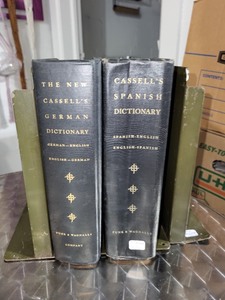 THE NEW
CASSELL'S
GERMAN
DICTIONARY
GERMAN—ENGLISH
ENGLISH—GERMAN
FUNK & WAGNALLS
COMPANY
CASSELL'S
SPANISH
DICTIONARY
SPANISH-ENGLISH
ENGLISH-SPANISH
FUNK & WAGNALLS